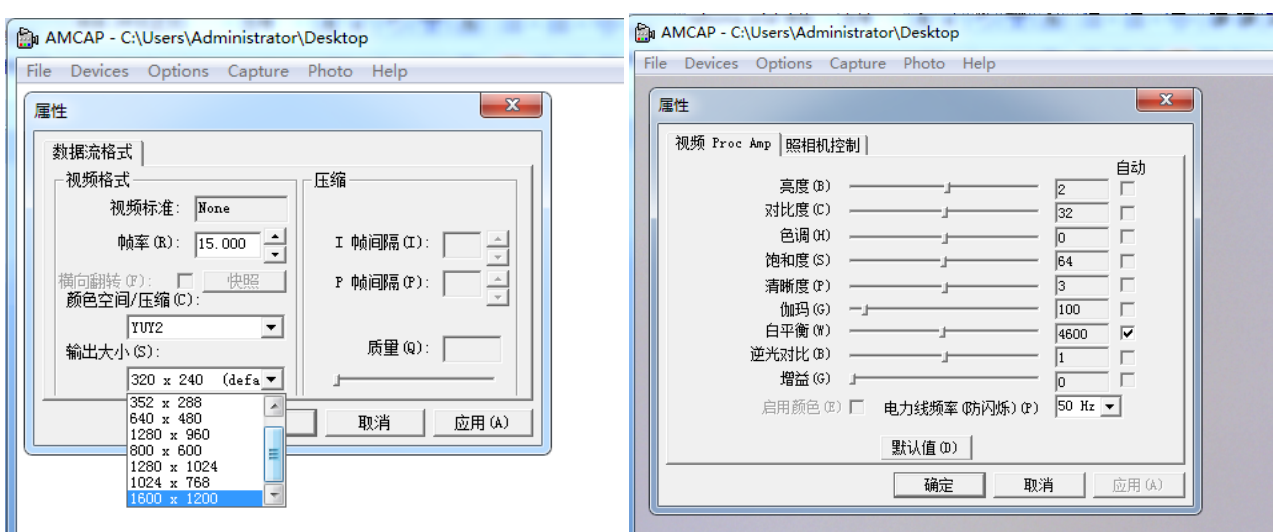 AMCAP - C:\Users\Administrator\Desktop
File Devices Options Capture Photo Help
属性
数据流格式
视频格式
视频标准: None
帧率(R): 15.000
横向翻转(F): 快照
颜色空间/压缩(C):
YUY2
输出大小(S):
320 x 240 (defa
352 x 288
640 x 480
1280 x 960
800 x 600
1280 x 1024
1024 x 768
1600 x 1200
压缩
I 帧间隔(I):
P 帧间隔(P):
质量(Q):
取消 应用(A)
AMCAP - C:\Users\Administrator\Desktop
File Devices Options Capture Photo Help
属性
视频 Proc Amp 照相机控制
自动
亮度(B) 2
对比度(C) 32
色调(H) 0
饱和度(S) 64
清晰度(P) 3
伽玛(G) 100
白平衡(W) 4600
逆光对比(B) 1
增益(G) 0
启用颜色(E) 电力线频率(防闪烁)(P) 50 Hz
默认值(D)
确定 取消 应用(A)